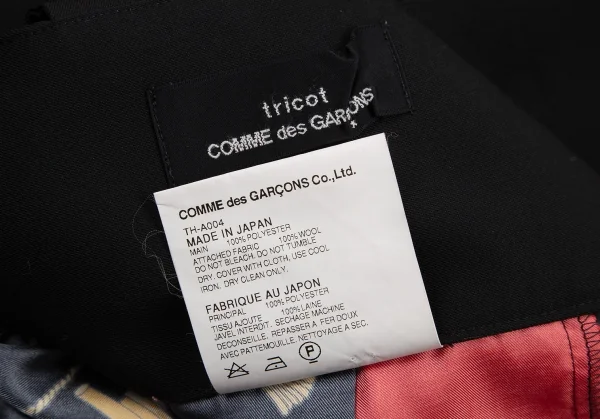 tricot
COMME des GARÇONS
COMME des GARÇONS Co.,Ltd.
TH-A004
MADE IN JAPAN
MAIN 100% POLYESTER
ATTACHED FABRIC 100% WOOL
DO NOT BLEACH. DO NOT TUMBLE
DRY. COVER WITH CLOTH, USE COOL
IRON. DRY CLEAN ONLY.
FABRIQUE AU JAPON
PRINCIPAL 100% POLYESTER
TISSU AJOUTE 100% LAINE
JAVEL INTERDIT. SECHAGE MACHINE
DECONSEILLE. REPASSER A FER DOUX
AVEC PATTEMOUILLE. NETTOYAGE A SEC.
P